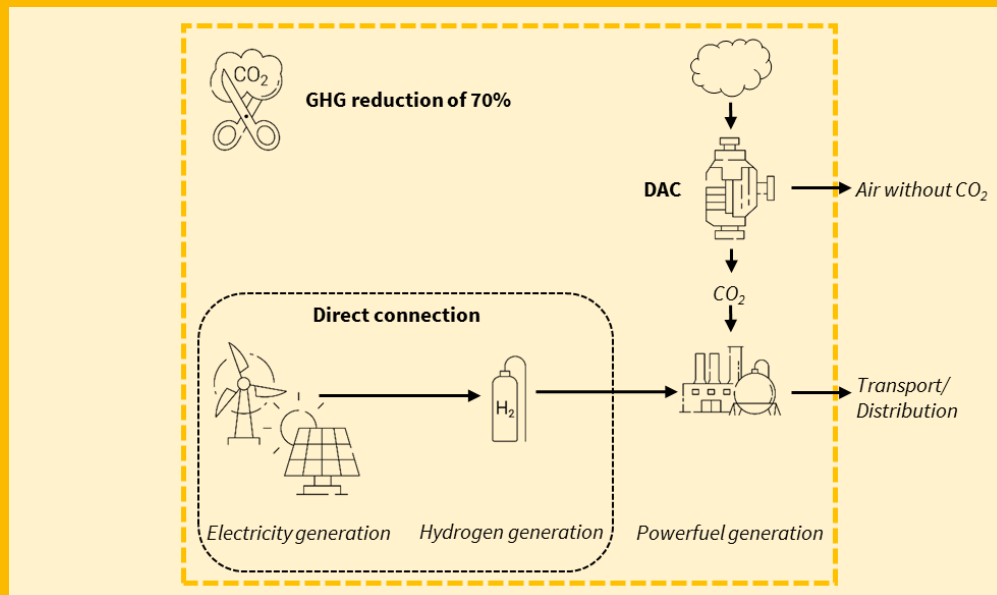 CO₂
GHG reduction of 70%
DAC
Air without CO₂
CO₂
Direct connection
H₂
Transport/
Distribution
Electricity generation
Hydrogen generation
Powerfuel generation